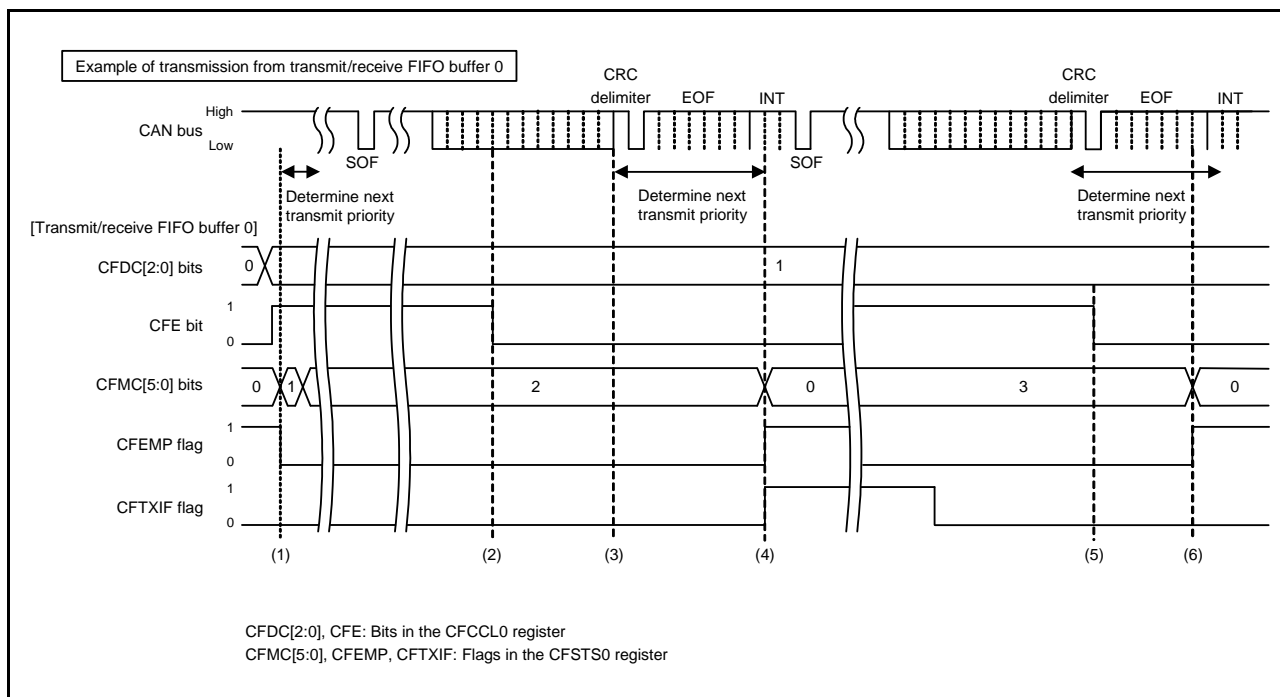 Example of transmission from transmit/receive FIFO buffer 0
CRC
delimiter
EOF
INT
CRC
delimiter
EOF
INT
High
CAN bus
Low
SOF
SOF
Determine next
transmit priority
Determine next
transmit priority
Determine next
transmit priority
[Transmit/receive FIFO buffer 0]
CFDC[2:0] bits
0
1
CFE bit
1
0
CFMC[5:0] bits
0
1
2
0
3
0
CFEMP flag
1
0
CFTXIF flag
1
0
(1)
(2)
(3)
(4)
(5)
(6)
CFDC[2:0], CFE: Bits in the CFCCL0 register
CFMC[5:0], CFEMP, CFTXIF: Flags in the CFSTS0 register